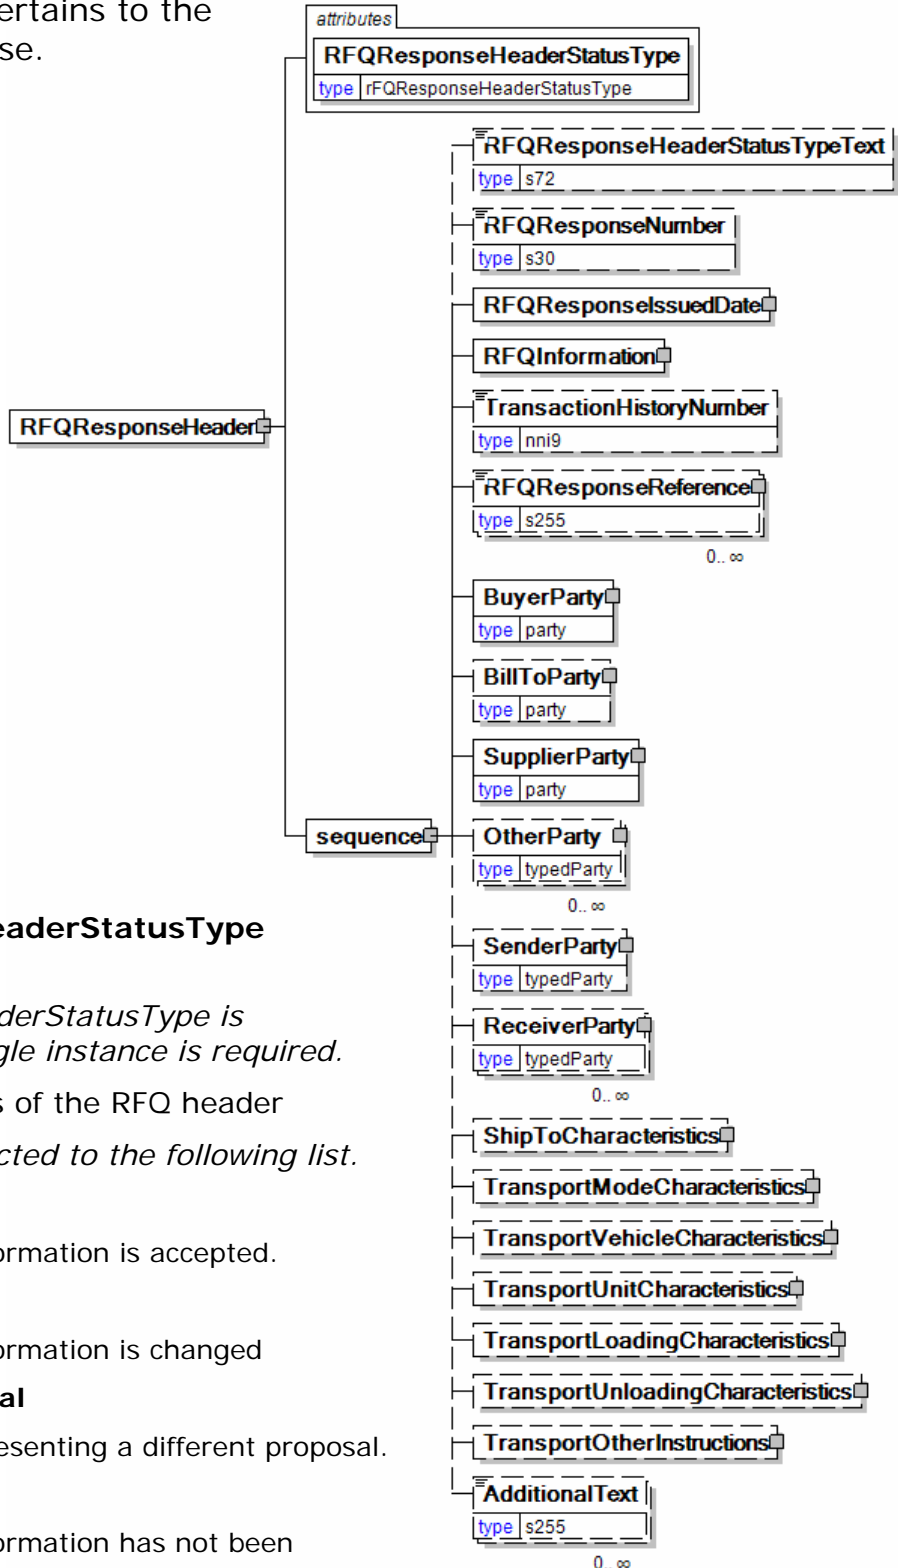 ertains to the
se.
attributes
RFQResponseHeaderStatusType
type rFQResponseHeaderStatusType
RFQResponseHeaderStatusTypeText
type s72
RFQResponseNumber
type s30
RFQResponseIssuedDate
RFQInformation
TransactionHistoryNumber
type nni9
RFQResponseHeader
RFQResponseReference
type s255
0.. ∞
BuyerParty
type party
BillToParty
type party
SupplierParty
type party
sequence
OtherParty
type typedParty
0.. ∞
SenderParty
type typedParty
ReceiverParty
type typedParty
0.. ∞
ShipToCharacteristics
TransportModeCharacteristics
TransportVehicleCharacteristics
TransportUnitCharacteristics
TransportLoadingCharacteristics
TransportUnloadingCharacteristics
TransportOtherInstructions
AdditionalText
type s255
0.. ∞
eaderStatusType
derStatusType is
gle instance is required.
s of the RFQ header
cted to the following list.
ormation is accepted.
ormation is changed
al
esenting a different proposal.
ormation has not been